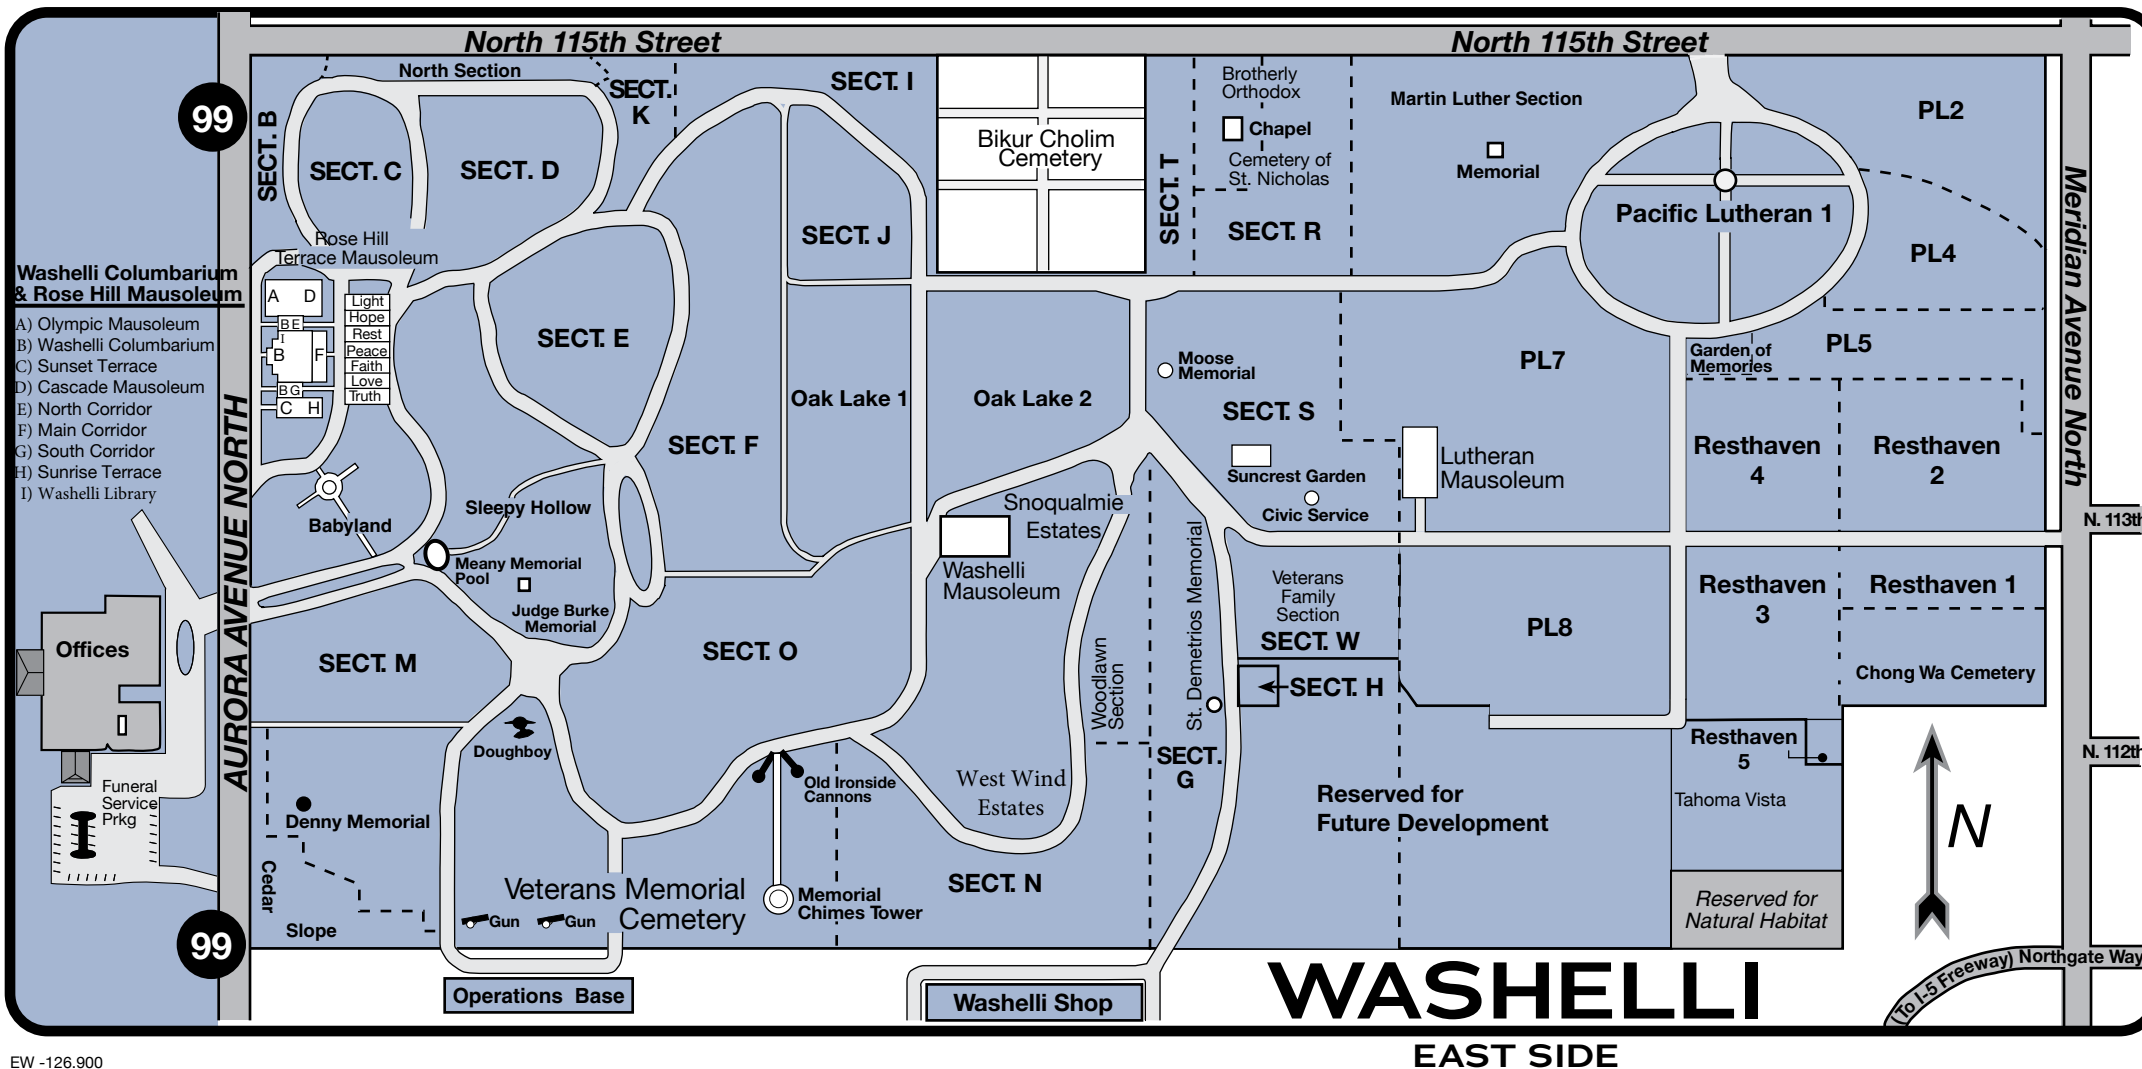 North 115th Street
North 115th Street
99
North Section
SECT. B
SECT. C
SECT. D
SECT.
K
SECT. I
Bikur Cholim
Cemetery
SECT. T
Brotherly
Orthodox
Chapel
Cemetery of
St. Nicholas
SECT. R
Martin Luther Section
Memorial
Pacific Lutheran 1
PL2
PL4
Meridian Avenue North
Rose Hill
Terrace Mausoleum
SECT. J
Washelli Columbarium
& Rose Hill Mausoleum
A) Olympic Mausoleum
B) Washelli Columbarium
C) Sunset Terrace
D) Cascade Mausoleum
E) North Corridor
F) Main Corridor
G) South Corridor
H) Sunrise Terrace
I) Washelli Library
A D
B E
I
B F
B G
C H
Light
Hope
Rest
Peace
Faith
Love
Truth
SECT. E
SECT. F
Oak Lake 1
Oak Lake 2
Moose
Memorial
SECT. S
Suncrest Garden
Civic Service
PL7
Lutheran
Mausoleum
Garden of
Memories
PL5
Resthaven
4
Resthaven
2
AURORA AVENUE NORTH
Babyland
Sleepy Hollow
Meany Memorial
Pool
Judge Burke
Memorial
Snoqualmie
Estates
Washelli
Mausoleum
St. Demetrios Memorial
Veterans
Family
Section
SECT. W
SECT. H
PL8
Resthaven
3
Resthaven 1
Chong Wa Cemetery
N. 113th
N. 112th
Offices
Funeral
Service
Prkg
SECT. M
SECT. O
Woodlawn
Section
SECT.
G
Doughboy
Denny Memorial
Cedar
Slope
Old Ironside
Cannons
West Wind
Estates
Reserved for
Future Development
Resthaven
5
Tahoma Vista
Reserved for
Natural Habitat
N
99
Gun
Gun
Veterans Memorial
Cemetery
Memorial
Chimes Tower
SECT. N
Operations Base
Washelli Shop
WASHELLI
EAST SIDE
(To I-5 Freeway) Northgate Way
EW -126.900